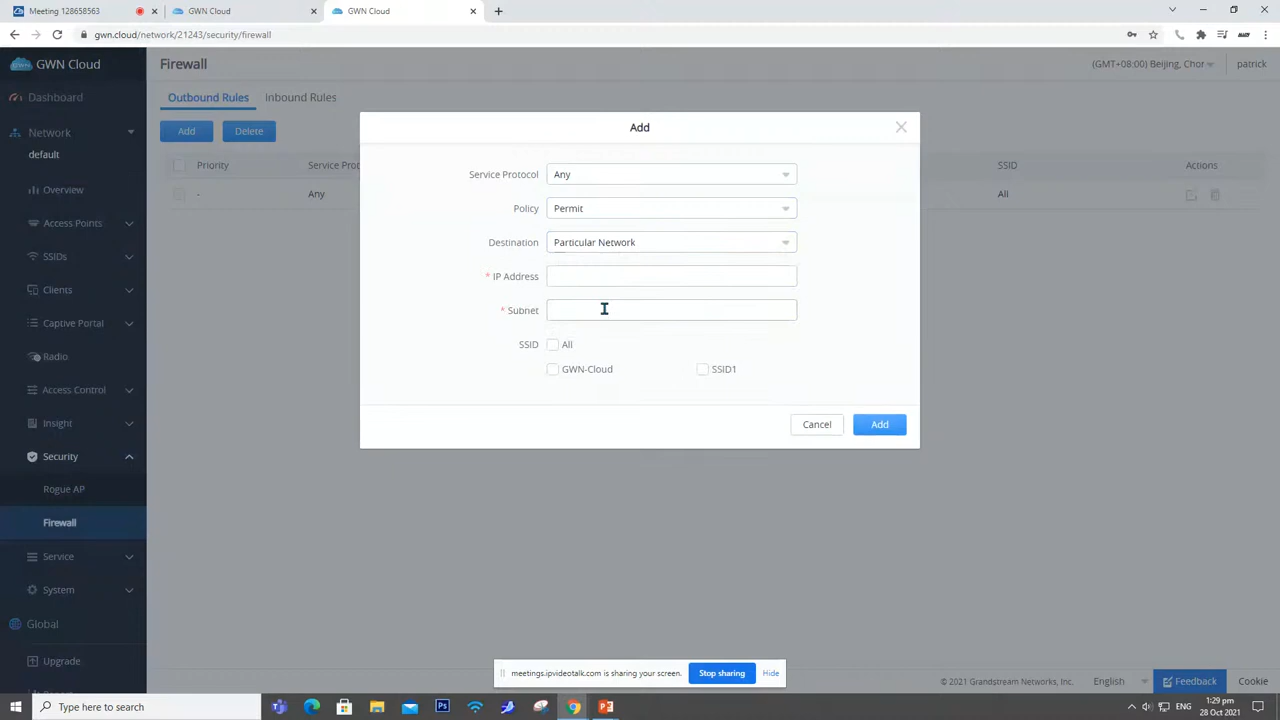 Meeting 128658563
GWN Cloud
GWN Cloud
gwn.cloud/network/21243/security/firewall
GWN Cloud
Firewall
(GMT+08:00) Beijing, Chor
patrick
Dashboard
Outbound Rules
Inbound Rules
Add
Add
Delete
Network
default
Priority
Service Prot
SSID
Actions
Service Protocol
Any
-
Any
All
Overview
Policy
Permit
Access Points
Destination
Particular Network
SSIDs
* IP Address
Clients
* Subnet
Captive Portal
SSID
All
Radio
GWN-Cloud
SSID1
Access Control
Insight
Cancel
Add
Security
Rogue AP
Firewall
Service
System
Global
Upgrade
meetings.ipvideotalk.com is sharing your screen.
Stop sharing
Hide
© 2021 Grandstream Networks, Inc.
English
Feedback
Cookie
Type here to search
ENG
1:29 pm
28 Oct 2021